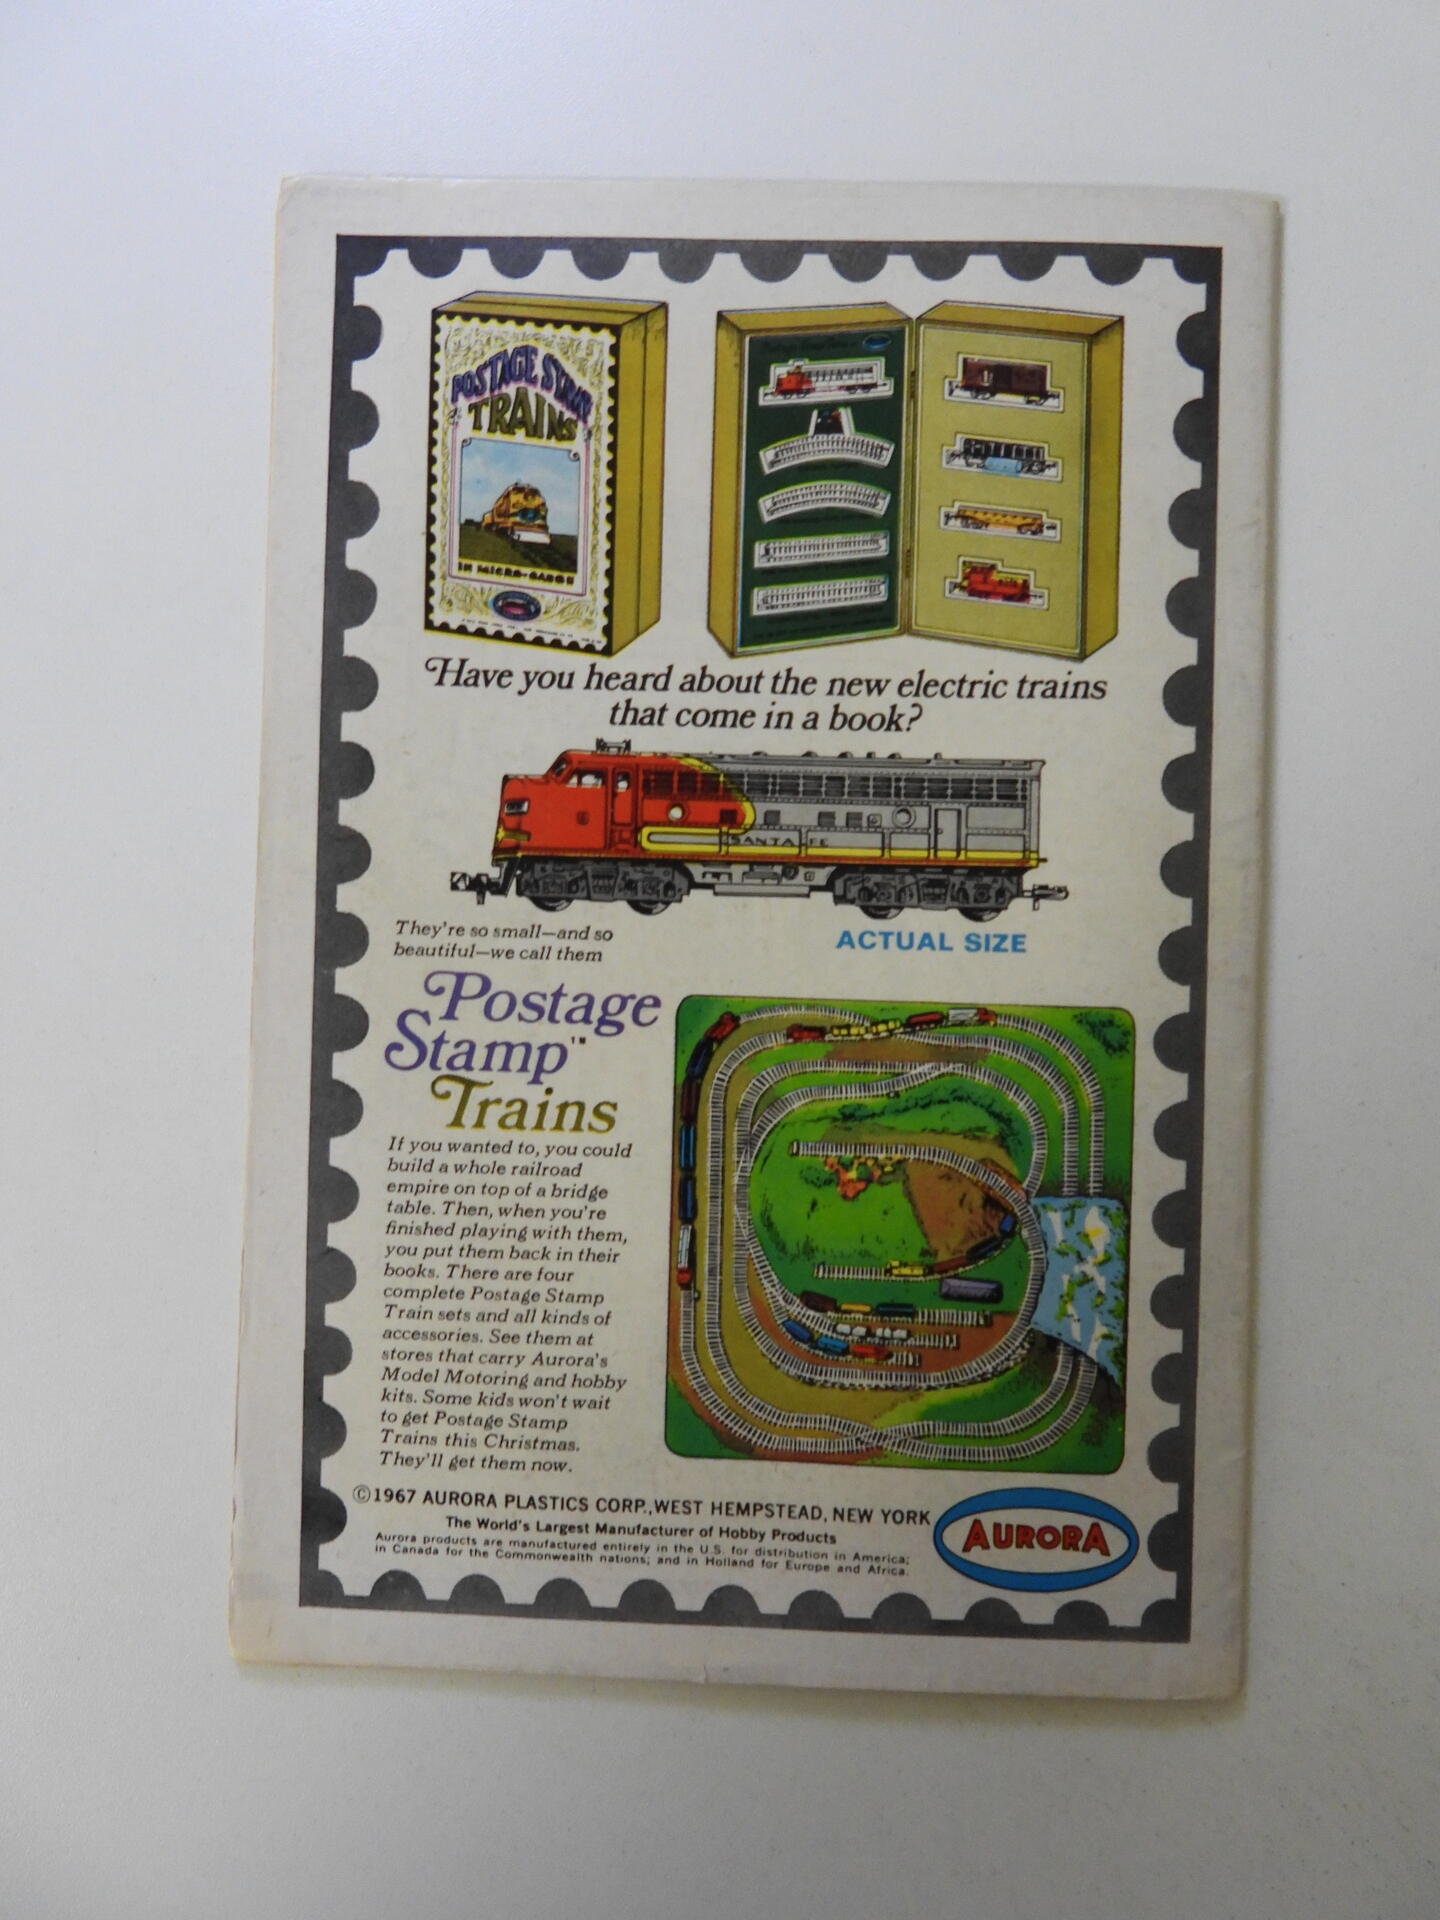 POSTAGE STAMP
TRAINS
IN MICRO-GAUGE
Have you heard about the new electric trains
that come in a book?
SANTA FE
They're so small—and so
beautiful—we call them
ACTUAL SIZE
Postage
Stamp™
Trains
If you wanted to, you could
build a whole railroad
empire on top of a bridge
table. Then, when you're
finished playing with them,
you put them back in their
books. There are four
complete Postage Stamp
Train sets and all kinds of
accessories. See them at
stores that carry Aurora's
Model Motoring and hobby
kits. Some kids won't wait
to get Postage Stamp
Trains this Christmas.
They'll get them now.
©1967 AURORA PLASTICS CORP., WEST HEMPSTEAD, NEW YORK
The World's Largest Manufacturer of Hobby Products
Aurora products are manufactured entirely in the U.S. for distribution in America;
in Canada for the Commonwealth nations; and in Holland for Europe and Africa.
AURORA